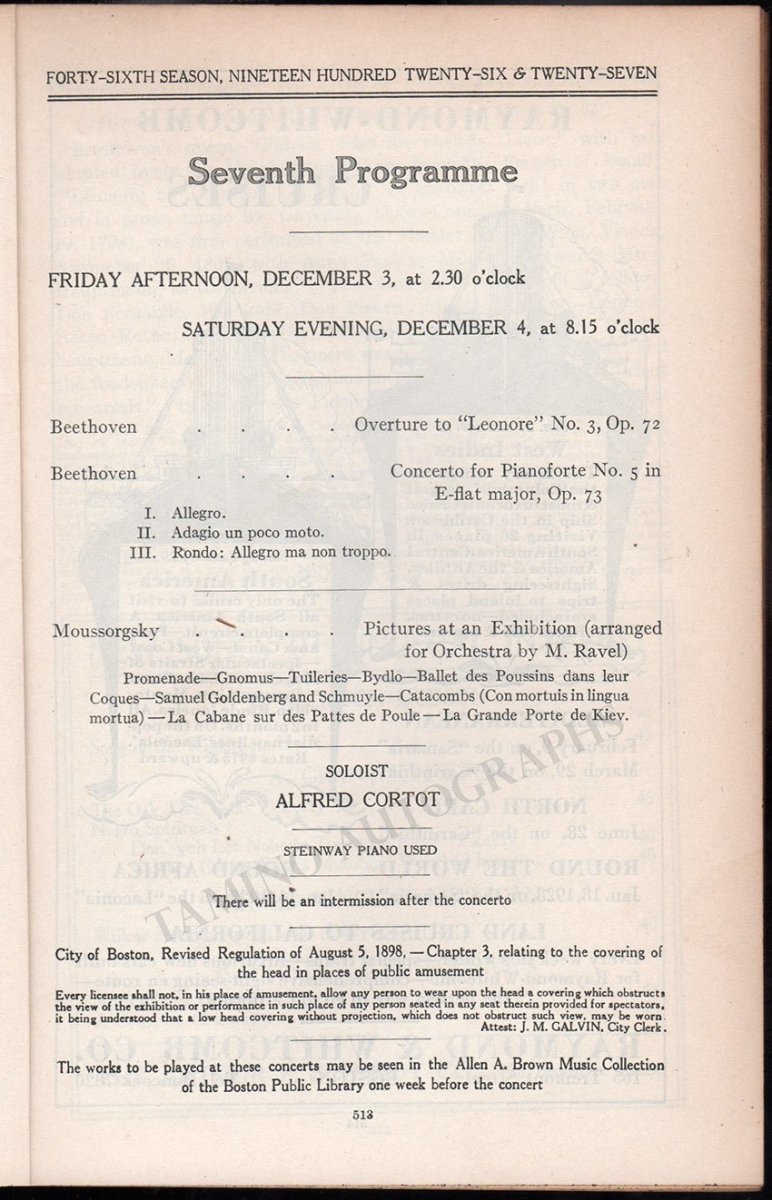 FORTY-SIXTH SEASON, NINETEEN HUNDRED TWENTY-SIX & TWENTY-SEVEN
Seventh Programme
FRIDAY AFTERNOON, DECEMBER 3, at 2.30 o'clock
SATURDAY EVENING, DECEMBER 4, at 8.15 o'clock
Beethoven . . . . Overture to "Leonore" No. 3, Op. 72
Beethoven . . . . Concerto for Pianoforte No. 5 in
E-flat major, Op. 73
I. Allegro.
II. Adagio un poco moto.
III. Rondo: Allegro ma non troppo.
Moussorgsky . . . . Pictures at an Exhibition (arranged
for Orchestra by M. Ravel)
Promenade—Gnomus—Tuileries—Bydlo—Ballet des Poussins dans leur
Coques—Samuel Goldenberg and Schmuyle—Catacombs (Con mortuis in lingua
mortua) — La Cabane sur des Pattes de Poule — La Grande Porte de Kiev.
SOLOIST
ALFRED CORTOT
STEINWAY PIANO USED
TAMINO AUTOGRAPHS
There will be an intermission after the concerto
City of Boston, Revised Regulation of August 5, 1898, — Chapter 3, relating to the covering of
the head in places of public amusement
Every licensee shall not, in his place of amusement, allow any person to wear upon the head a covering which obstructs
the view of the exhibition or performance in such place of any person seated in any seat therein provided for spectators,
it being understood that a low head covering without projection, which does not obstruct such view, may be worn.
Attest: J. M. GALVIN, City Clerk.
The works to be played at these concerts may be seen in the Allen A. Brown Music Collection
of the Boston Public Library one week before the concert
513